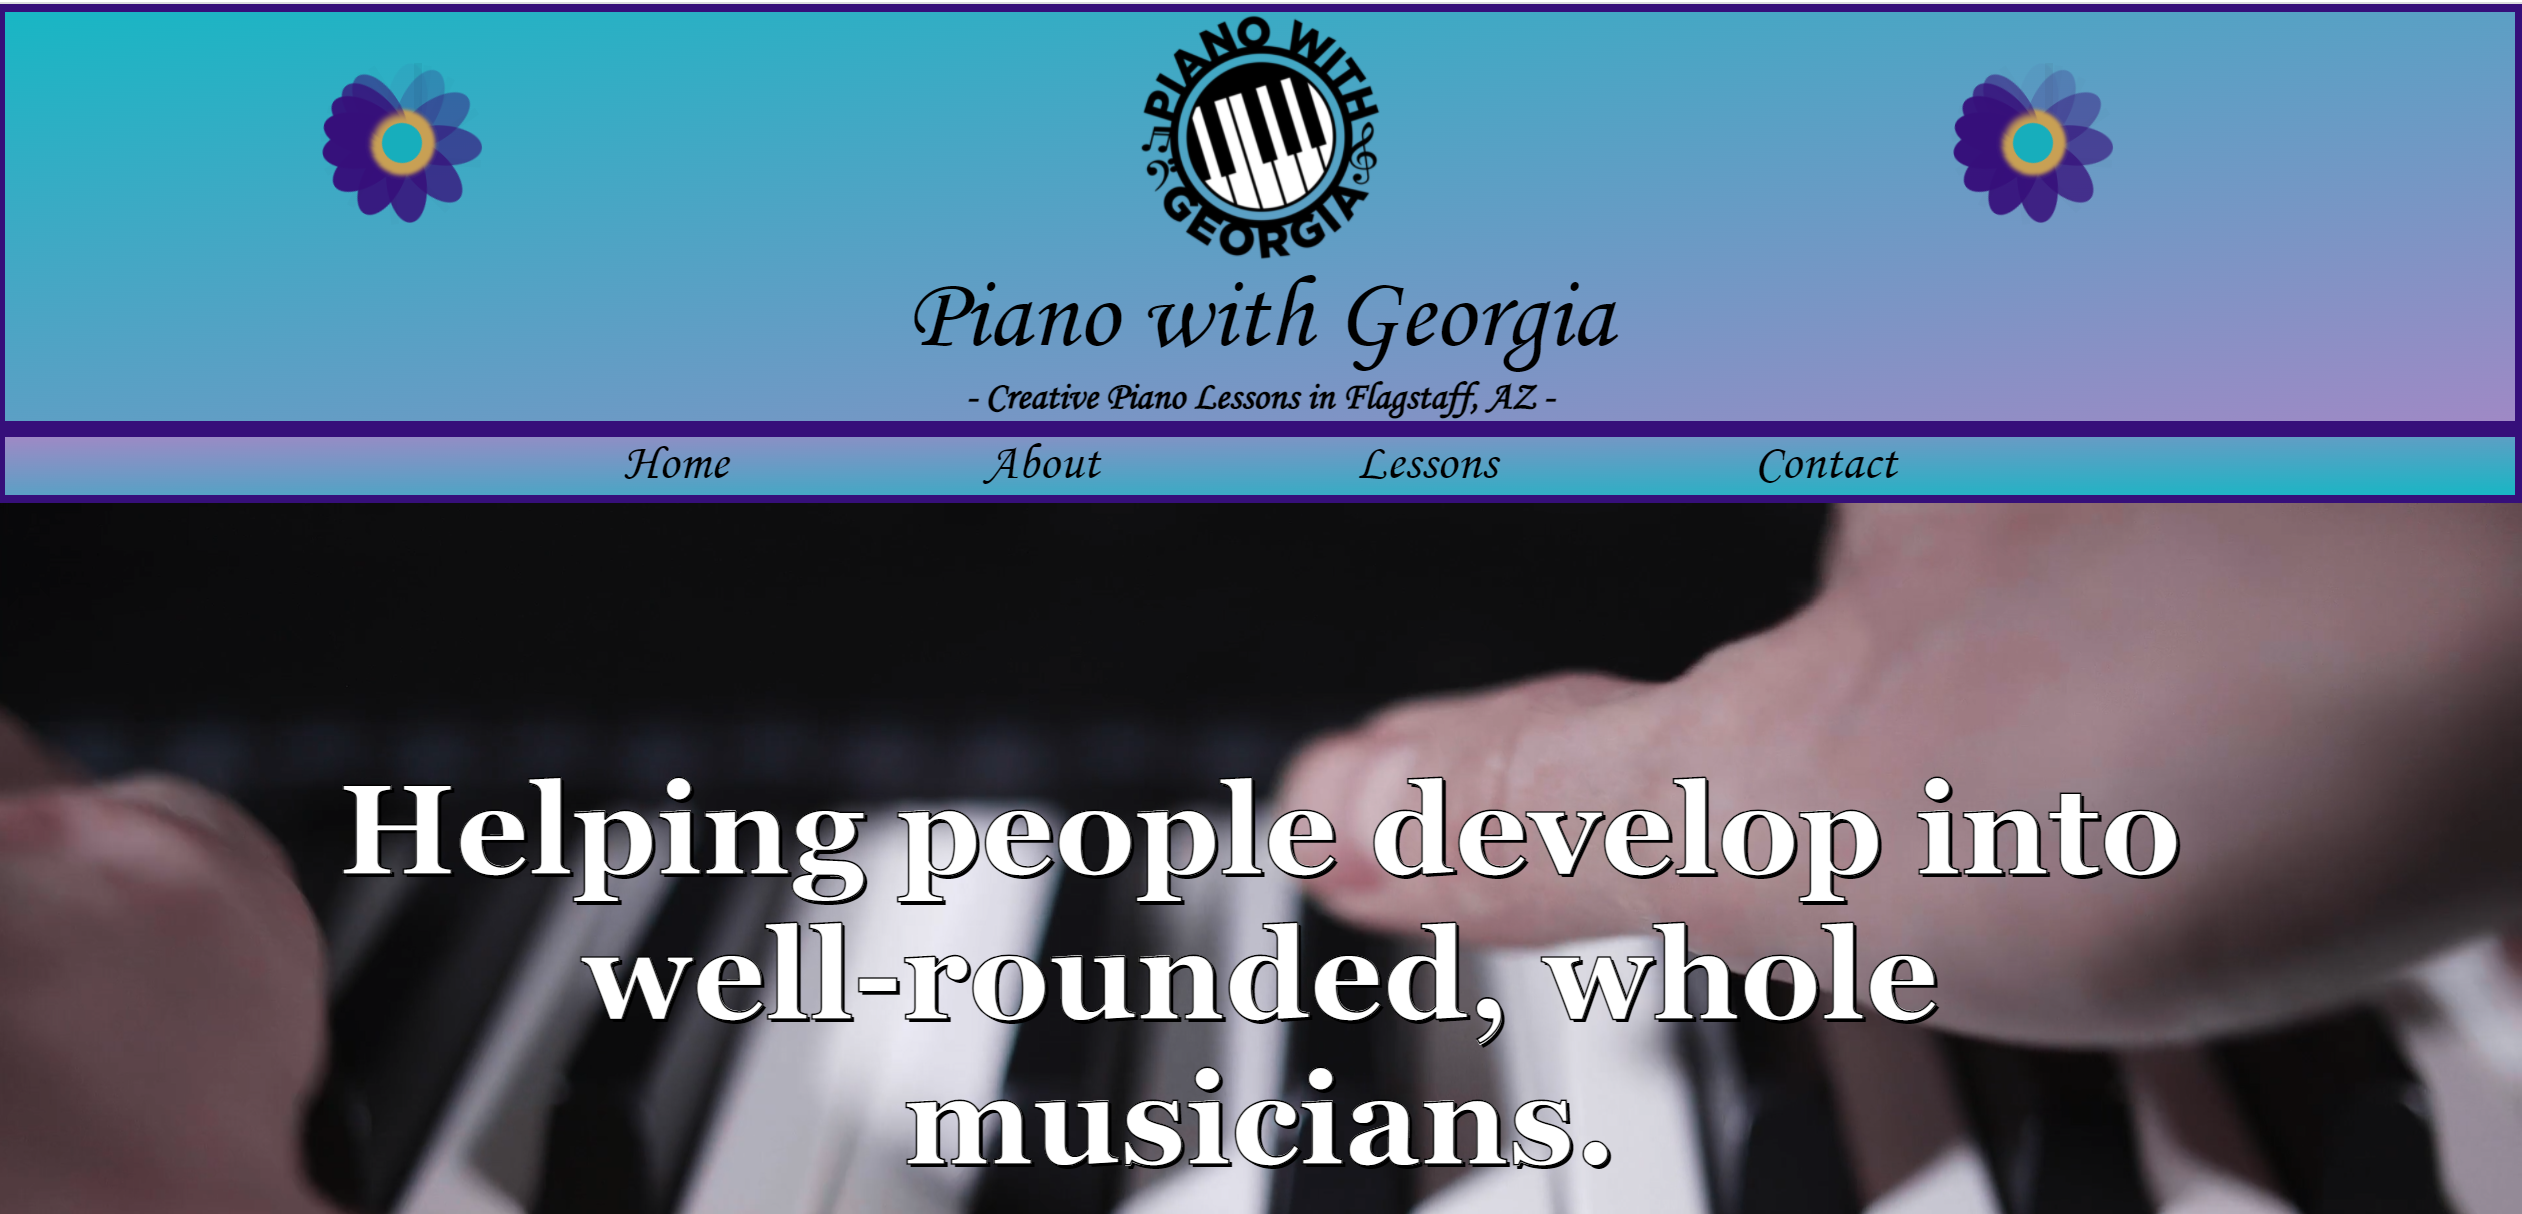 PIANO WITH
GEORGIA
Piano with Georgia
- Creative Piano Lessons in Flagstaff, AZ -
Home About Lessons Contact
Helping people develop into
well-rounded, whole
musicians.